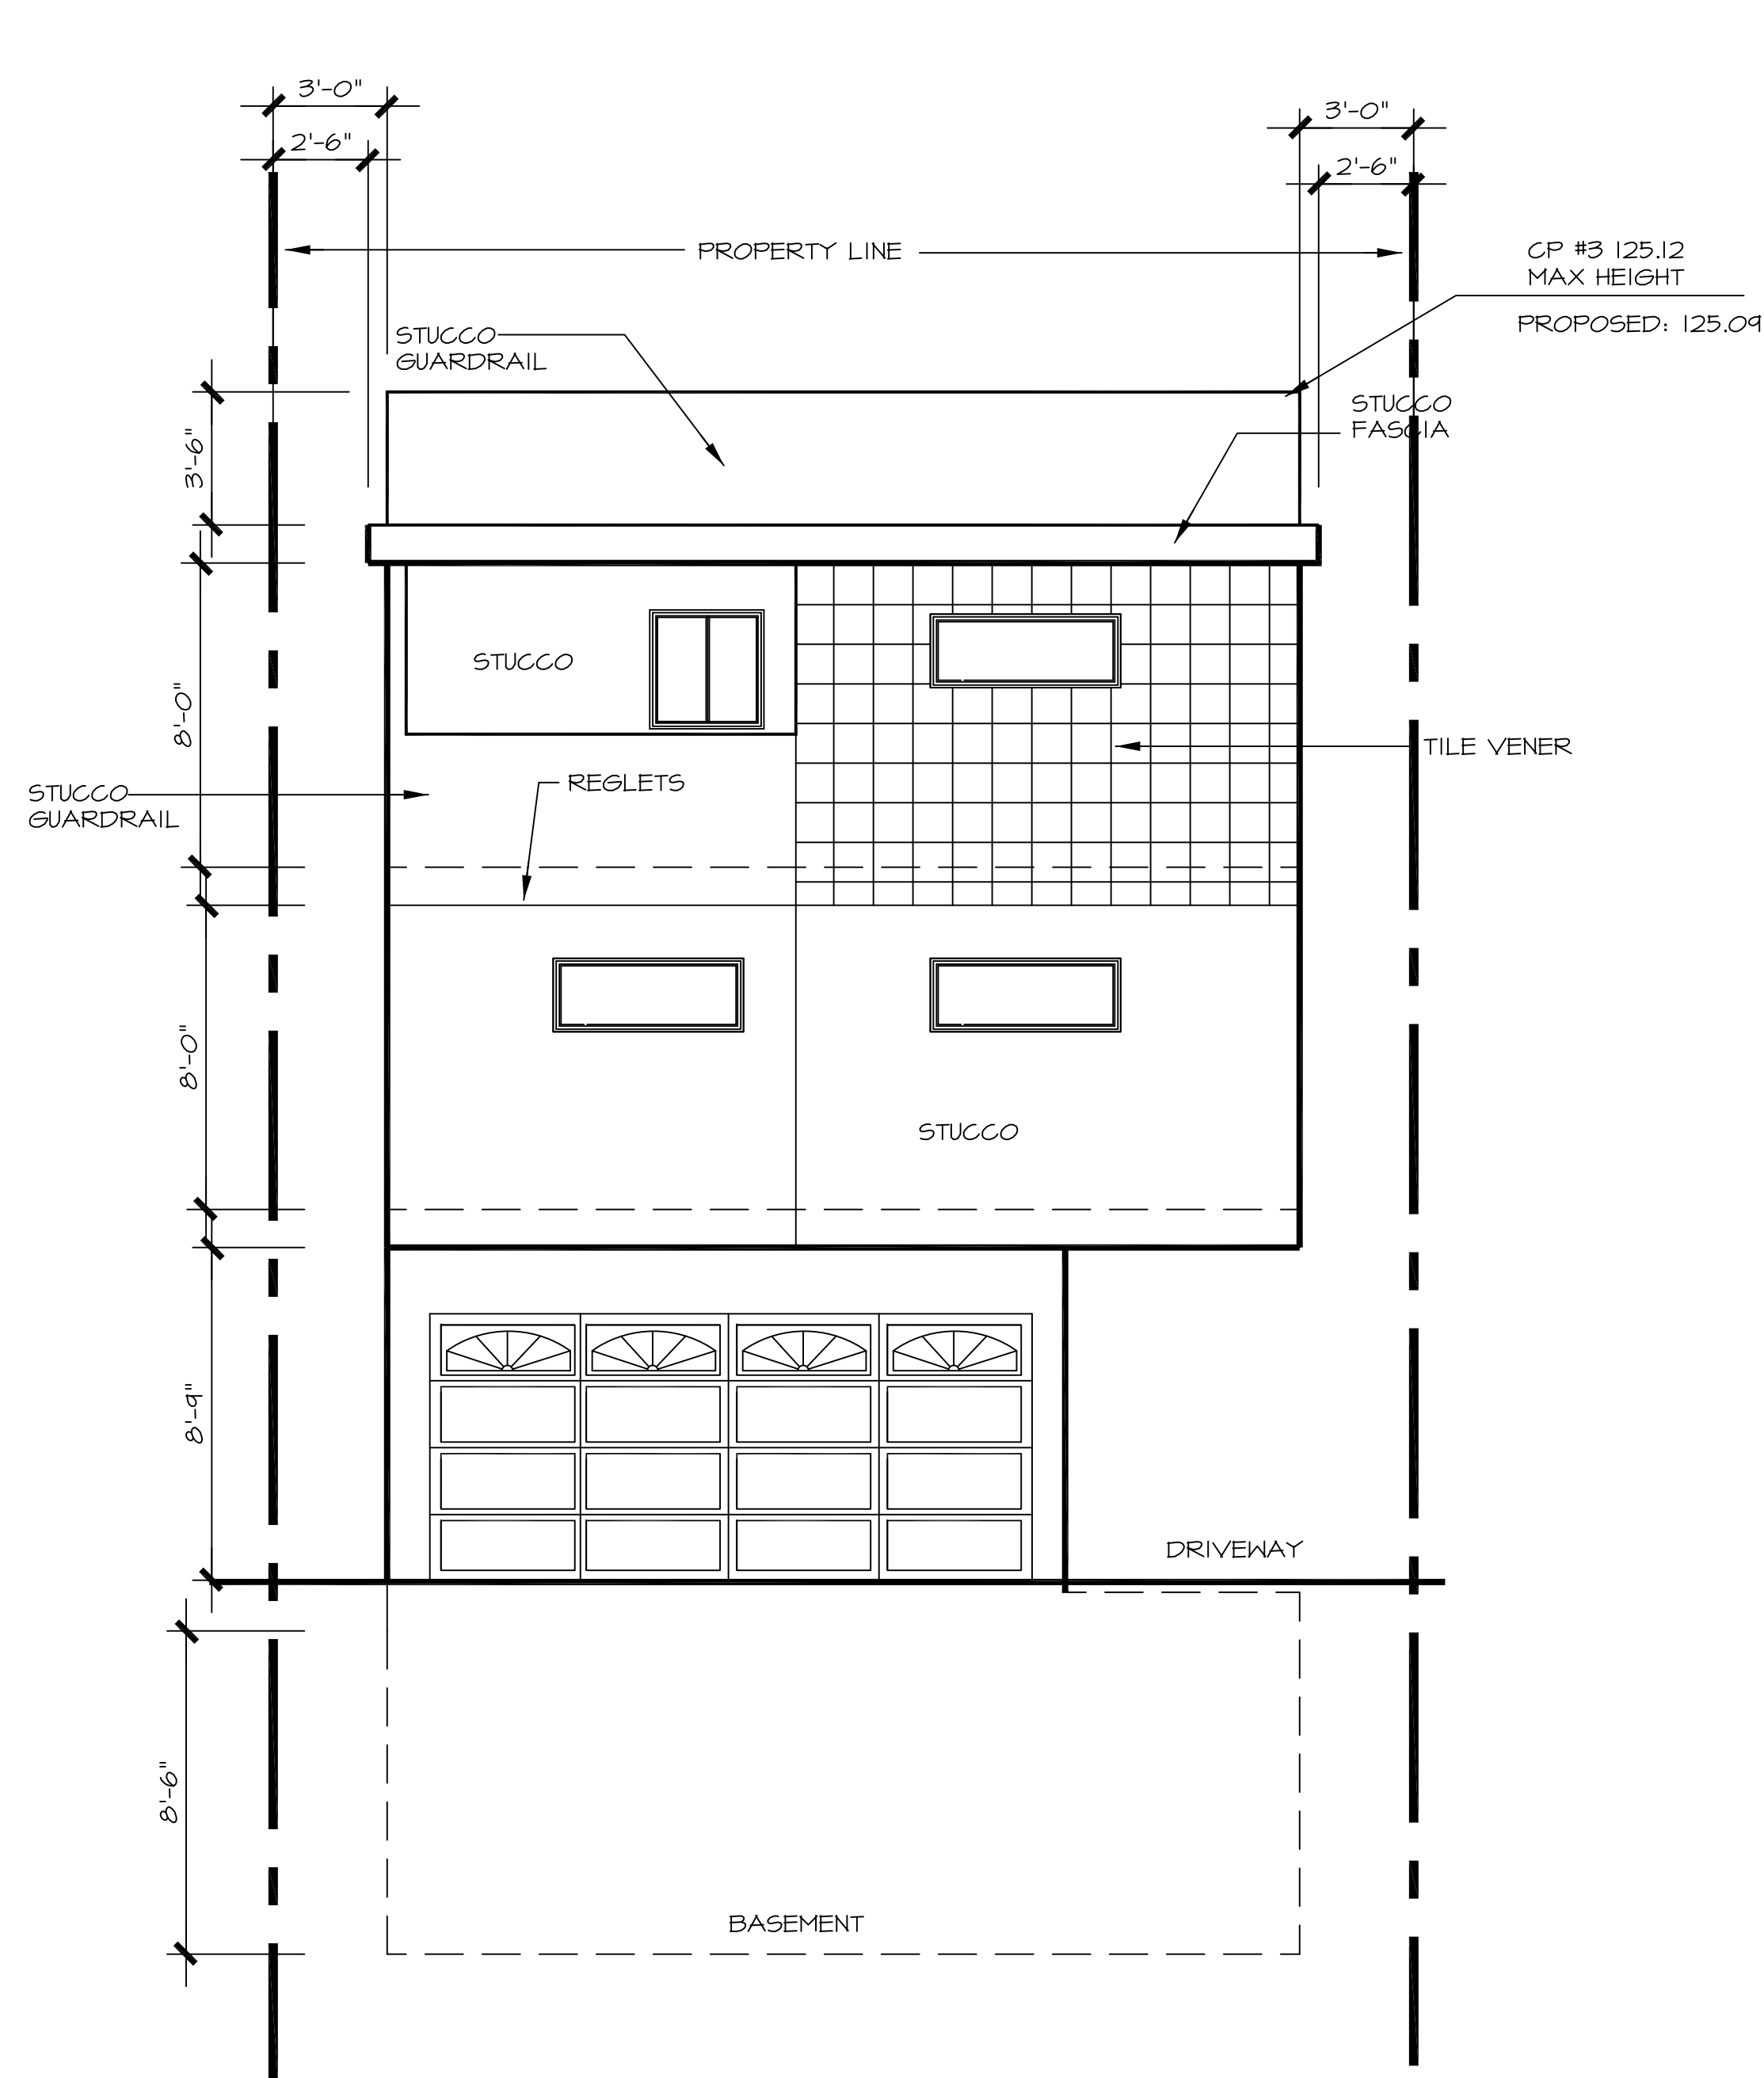 3'-0"
3'-0"
2'-6"
2'-6"
PROPERTY LINE
CP #3 125.12
MAX HEIGHT
PROPOSED: 125.09
STUCCO
GUARDRAIL
STUCCO
FASCIA
3'-6"
STUCCO
8'-0"
TILE VENER
REGLETS
STUCCO
GUARDRAIL
8'-0"
STUCCO
8'-9"
DRIVEWAY
8'-6"
BASEMENT